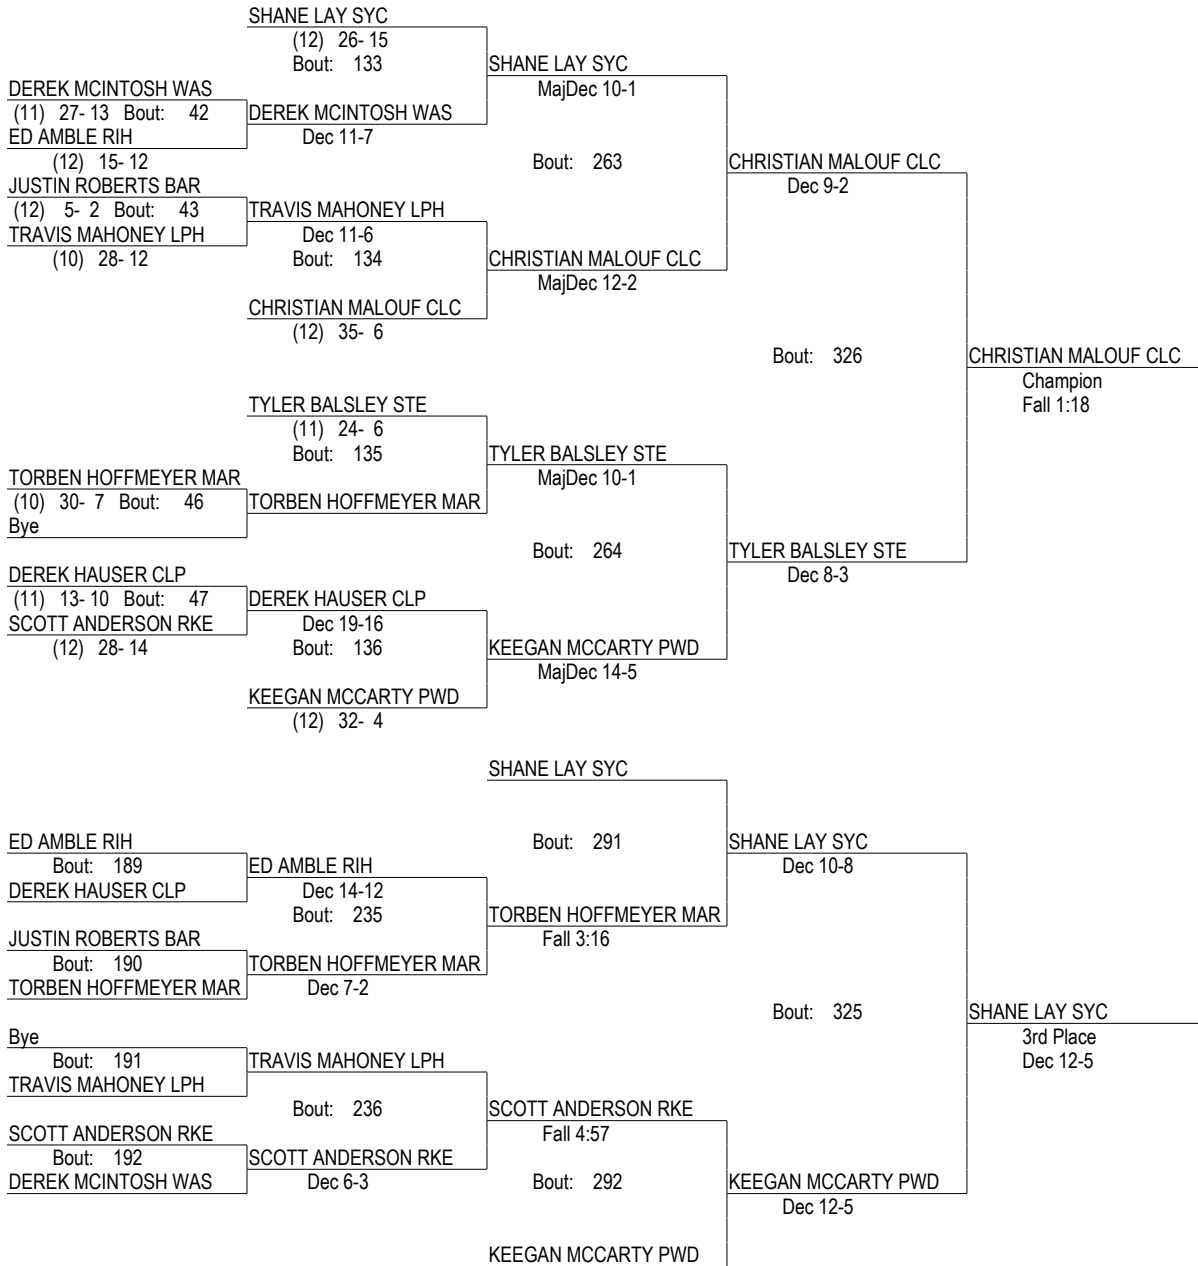 SHANE LAY SYC
(12) 26- 15
Bout: 133
SHANE LAY SYC
MajDec 10-1
DEREK MCINTOSH WAS
(11) 27- 13 Bout: 42
DEREK MCINTOSH WAS
ED AMBLE RIH
Dec 11-7
(12) 15- 12
Bout: 263
CHRISTIAN MALOUF CLC
Dec 9-2
JUSTIN ROBERTS BAR
(12) 5- 2 Bout: 43
TRAVIS MAHONEY LPH
TRAVIS MAHONEY LPH
Dec 11-6
(10) 28- 12
Bout: 134
CHRISTIAN MALOUF CLC
MajDec 12-2
CHRISTIAN MALOUF CLC
(12) 35- 6
Bout: 326
CHRISTIAN MALOUF CLC
Champion
Fall 1:18
TYLER BALSLEY STE
(11) 24- 6
Bout: 135
TYLER BALSLEY STE
MajDec 10-1
TORBEN HOFFMEYER MAR
(10) 30- 7 Bout: 46
TORBEN HOFFMEYER MAR
Bye
Bout: 264
TYLER BALSLEY STE
Dec 8-3
DEREK HAUSER CLP
(11) 13- 10 Bout: 47
DEREK HAUSER CLP
SCOTT ANDERSON RKE
Dec 19-16
(12) 28- 14
Bout: 136
KEEGAN MCCARTY PWD
MajDec 14-5
KEEGAN MCCARTY PWD
(12) 32- 4
SHANE LAY SYC
ED AMBLE RIH
Bout: 291
SHANE LAY SYC
Bout: 189
ED AMBLE RIH
Dec 10-8
DEREK HAUSER CLP
Dec 14-12
Bout: 235
TORBEN HOFFMEYER MAR
Fall 3:16
JUSTIN ROBERTS BAR
Bout: 190
TORBEN HOFFMEYER MAR
TORBEN HOFFMEYER MAR
Dec 7-2
Bout: 325
SHANE LAY SYC
3rd Place
Dec 12-5
Bye
Bout: 191
TRAVIS MAHONEY LPH
TRAVIS MAHONEY LPH
Bout: 236
SCOTT ANDERSON RKE
Fall 4:57
SCOTT ANDERSON RKE
Bout: 192
SCOTT ANDERSON RKE
DEREK MCINTOSH WAS
Dec 6-3
Bout: 292
KEEGAN MCCARTY PWD
Dec 12-5
KEEGAN MCCARTY PWD